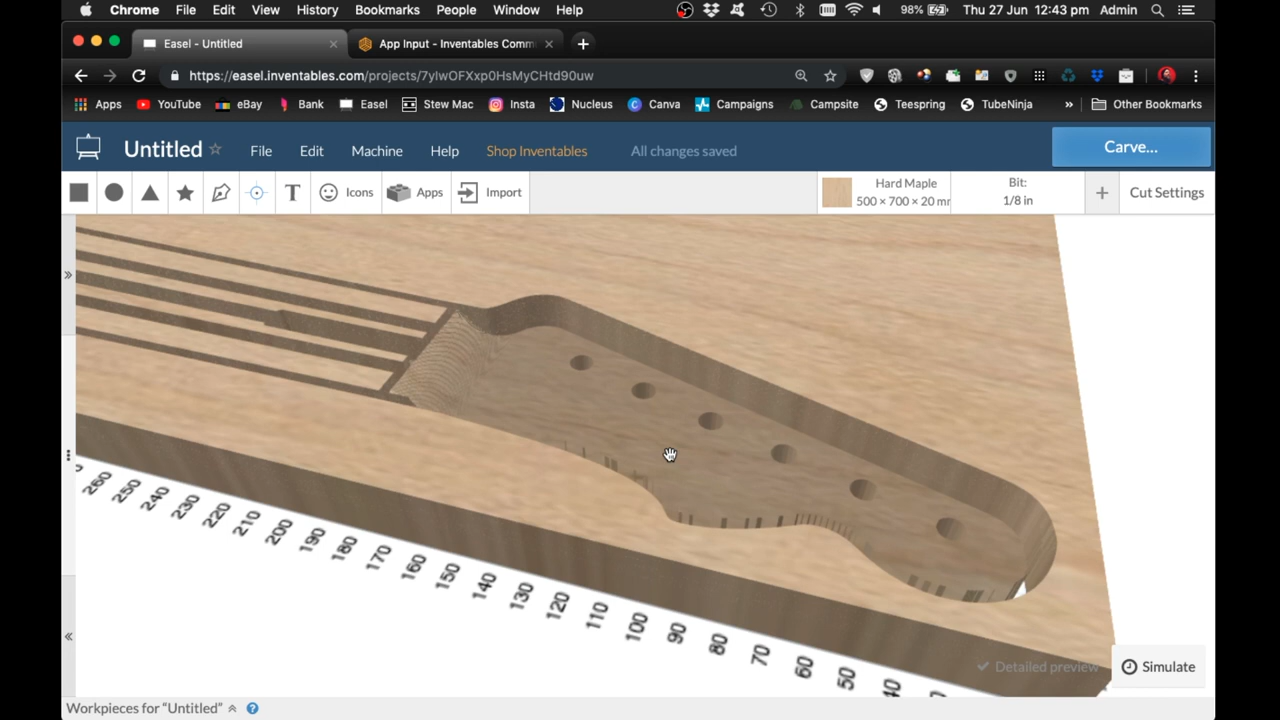 Chrome File Edit View History Bookmarks People Window Help 98% Thu 27 Jun 12:43 pm Admin
Easel - Untitled App Input - Inventables Comm
https://easel.inventables.com/projects/7ylwOFXxp0HsMyCHtd90uw
Apps YouTube eBay Bank Easel Stew Mac Insta Nucleus Canva Campaigns Campsite Teespring TubeNinja » Other Bookmarks
Untitled File Edit Machine Help Shop Inventables All changes saved Carve...
T Icons Apps Import Hard Maple Bit: + Cut Settings
500 × 700 × 20 mm 1/8 in
260 250 240 230 220 210 200 190 180 170 160 150 140 130 120 110 100 90 80 70 60 50 40
Detailed preview Simulate
Workpieces for “Untitled” ?